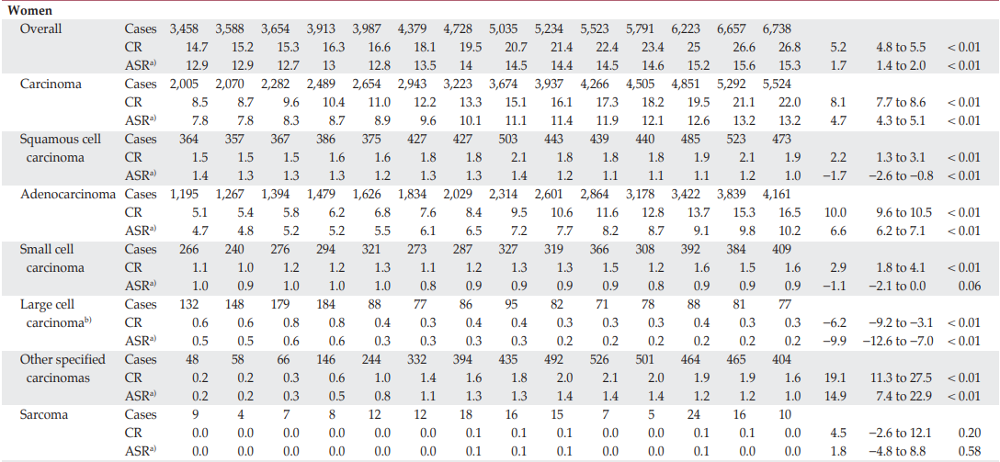 Women
Overall Cases 3,458 3,588 3,654 3,913 3,987 4,379 4,728 5,035 5,234 5,523 5,791 6,223 6,657 6,738
CR 14.7 15.2 15.3 16.3 16.6 18.1 19.5 20.7 21.4 22.4 23.4 25 26.6 26.8 5.2 4.8 to 5.5 < 0.01
ASRa) 12.9 12.9 12.7 13 12.8 13.5 14 14.5 14.4 14.5 14.6 15.2 15.6 15.3 1.7 1.4 to 2.0 < 0.01
Carcinoma Cases 2,005 2,070 2,282 2,489 2,654 2,943 3,223 3,674 3,937 4,266 4,505 4,851 5,292 5,524
CR 8.5 8.7 9.6 10.4 11.0 12.2 13.3 15.1 16.1 17.3 18.2 19.5 21.1 22.0 8.1 7.7 to 8.6 < 0.01
ASRa) 7.8 7.8 8.3 8.7 8.9 9.6 10.1 11.1 11.4 11.9 12.1 12.6 13.2 13.2 4.7 4.3 to 5.1 < 0.01
Squamous cell Cases 364 357 367 386 375 427 427 503 443 439 440 485 523 473
carcinoma CR 1.5 1.5 1.5 1.6 1.6 1.8 1.8 2.1 1.8 1.8 1.8 1.9 2.1 1.9 2.2 1.3 to 3.1 < 0.01
ASRa) 1.4 1.3 1.3 1.3 1.2 1.3 1.3 1.4 1.2 1.1 1.1 1.1 1.2 1.0 −1.7 −2.6 to −0.8 < 0.01
Adenocarcinoma Cases 1,195 1,267 1,394 1,479 1,626 1,834 2,029 2,314 2,601 2,864 3,178 3,422 3,839 4,161
CR 5.1 5.4 5.8 6.2 6.8 7.6 8.4 9.5 10.6 11.6 12.8 13.7 15.3 16.5 10.0 9.6 to 10.5 < 0.01
ASRa) 4.7 4.8 5.2 5.2 5.5 6.1 6.5 7.2 7.7 8.2 8.7 9.1 9.8 10.2 6.6 6.2 to 7.1 < 0.01
Small cell Cases 266 240 276 294 321 273 287 327 319 366 308 392 384 409
carcinoma CR 1.1 1.0 1.2 1.2 1.3 1.1 1.2 1.3 1.3 1.5 1.2 1.6 1.5 1.6 2.9 1.8 to 4.1 < 0.01
ASRa) 1.0 0.9 1.0 1.0 1.0 0.8 0.9 0.9 0.9 0.9 0.8 0.9 0.9 0.9 −1.1 −2.1 to 0.0 0.06
Large cell Cases 132 148 179 184 88 77 86 95 82 71 78 88 81 77
carcinomab) CR 0.6 0.6 0.8 0.8 0.4 0.3 0.4 0.4 0.3 0.3 0.3 0.4 0.3 0.3 −6.2 −9.2 to −3.1 < 0.01
ASRa) 0.5 0.5 0.6 0.6 0.3 0.3 0.3 0.3 0.2 0.2 0.2 0.2 0.2 0.2 −9.9 −12.6 to −7.0 < 0.01
Other specified Cases 48 58 66 146 244 332 394 435 492 526 501 464 465 404
carcinomas CR 0.2 0.2 0.3 0.6 1.0 1.4 1.6 1.8 2.0 2.1 2.0 1.9 1.9 1.6 19.1 11.3 to 27.5 < 0.01
ASRa) 0.2 0.2 0.3 0.5 0.8 1.1 1.3 1.3 1.4 1.4 1.4 1.2 1.2 1.0 14.9 7.4 to 22.9 < 0.01
Sarcoma Cases 9 4 7 8 12 12 18 16 15 7 5 24 16 10
CR 0.0 0.0 0.0 0.0 0.0 0.0 0.1 0.1 0.1 0.0 0.0 0.1 0.1 0.0 4.5 −2.6 to 12.1 0.20
ASRa) 0.0 0.0 0.0 0.0 0.0 0.0 0.1 0.1 0.1 0.0 0.0 0.1 0.0 0.0 1.8 −4.8 to 8.8 0.58